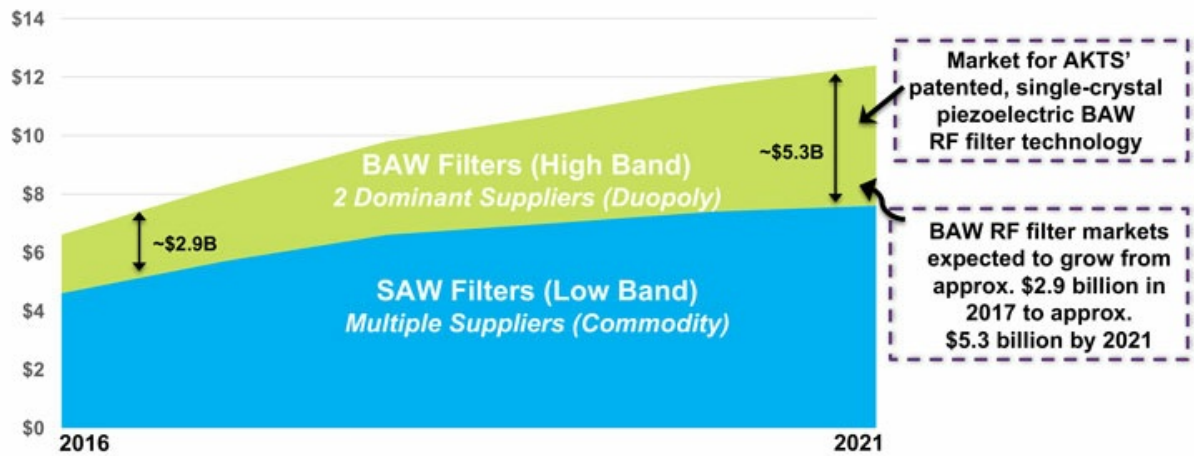 $14
$12
$10
$8
$6
$4
$2
$0
2016
2021
BAW Filters (High Band)
2 Dominant Suppliers (Duopoly)
~$2.9B
~$5.3B
SAW Filters (Low Band)
Multiple Suppliers (Commodity)
Market for AKTS’
patented, single-crystal
piezoelectric BAW
RF filter technology
BAW RF filter markets
expected to grow from
approx. $2.9 billion in
2017 to approx.
$5.3 billion by 2021